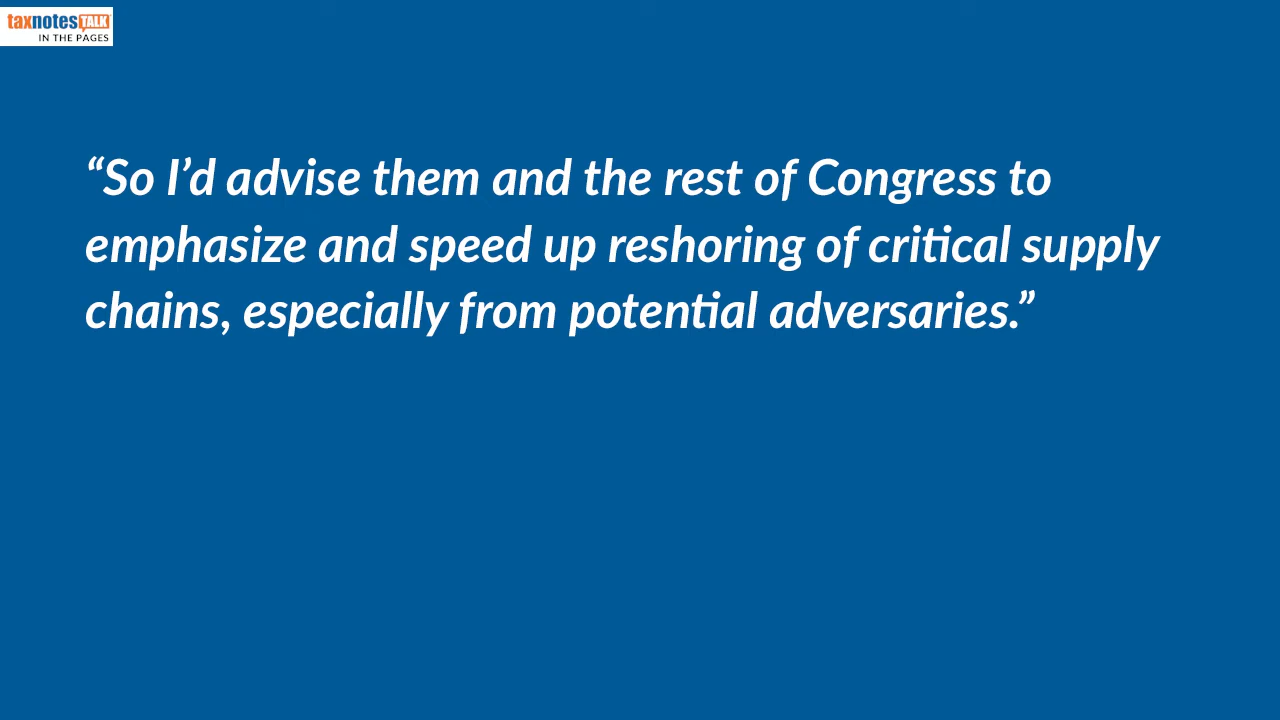 taxnotes TALK
IN THE PAGES
“So I’d advise them and the rest of Congress to
emphasize and speed up reshoring of critical supply
chains, especially from potential adversaries.”